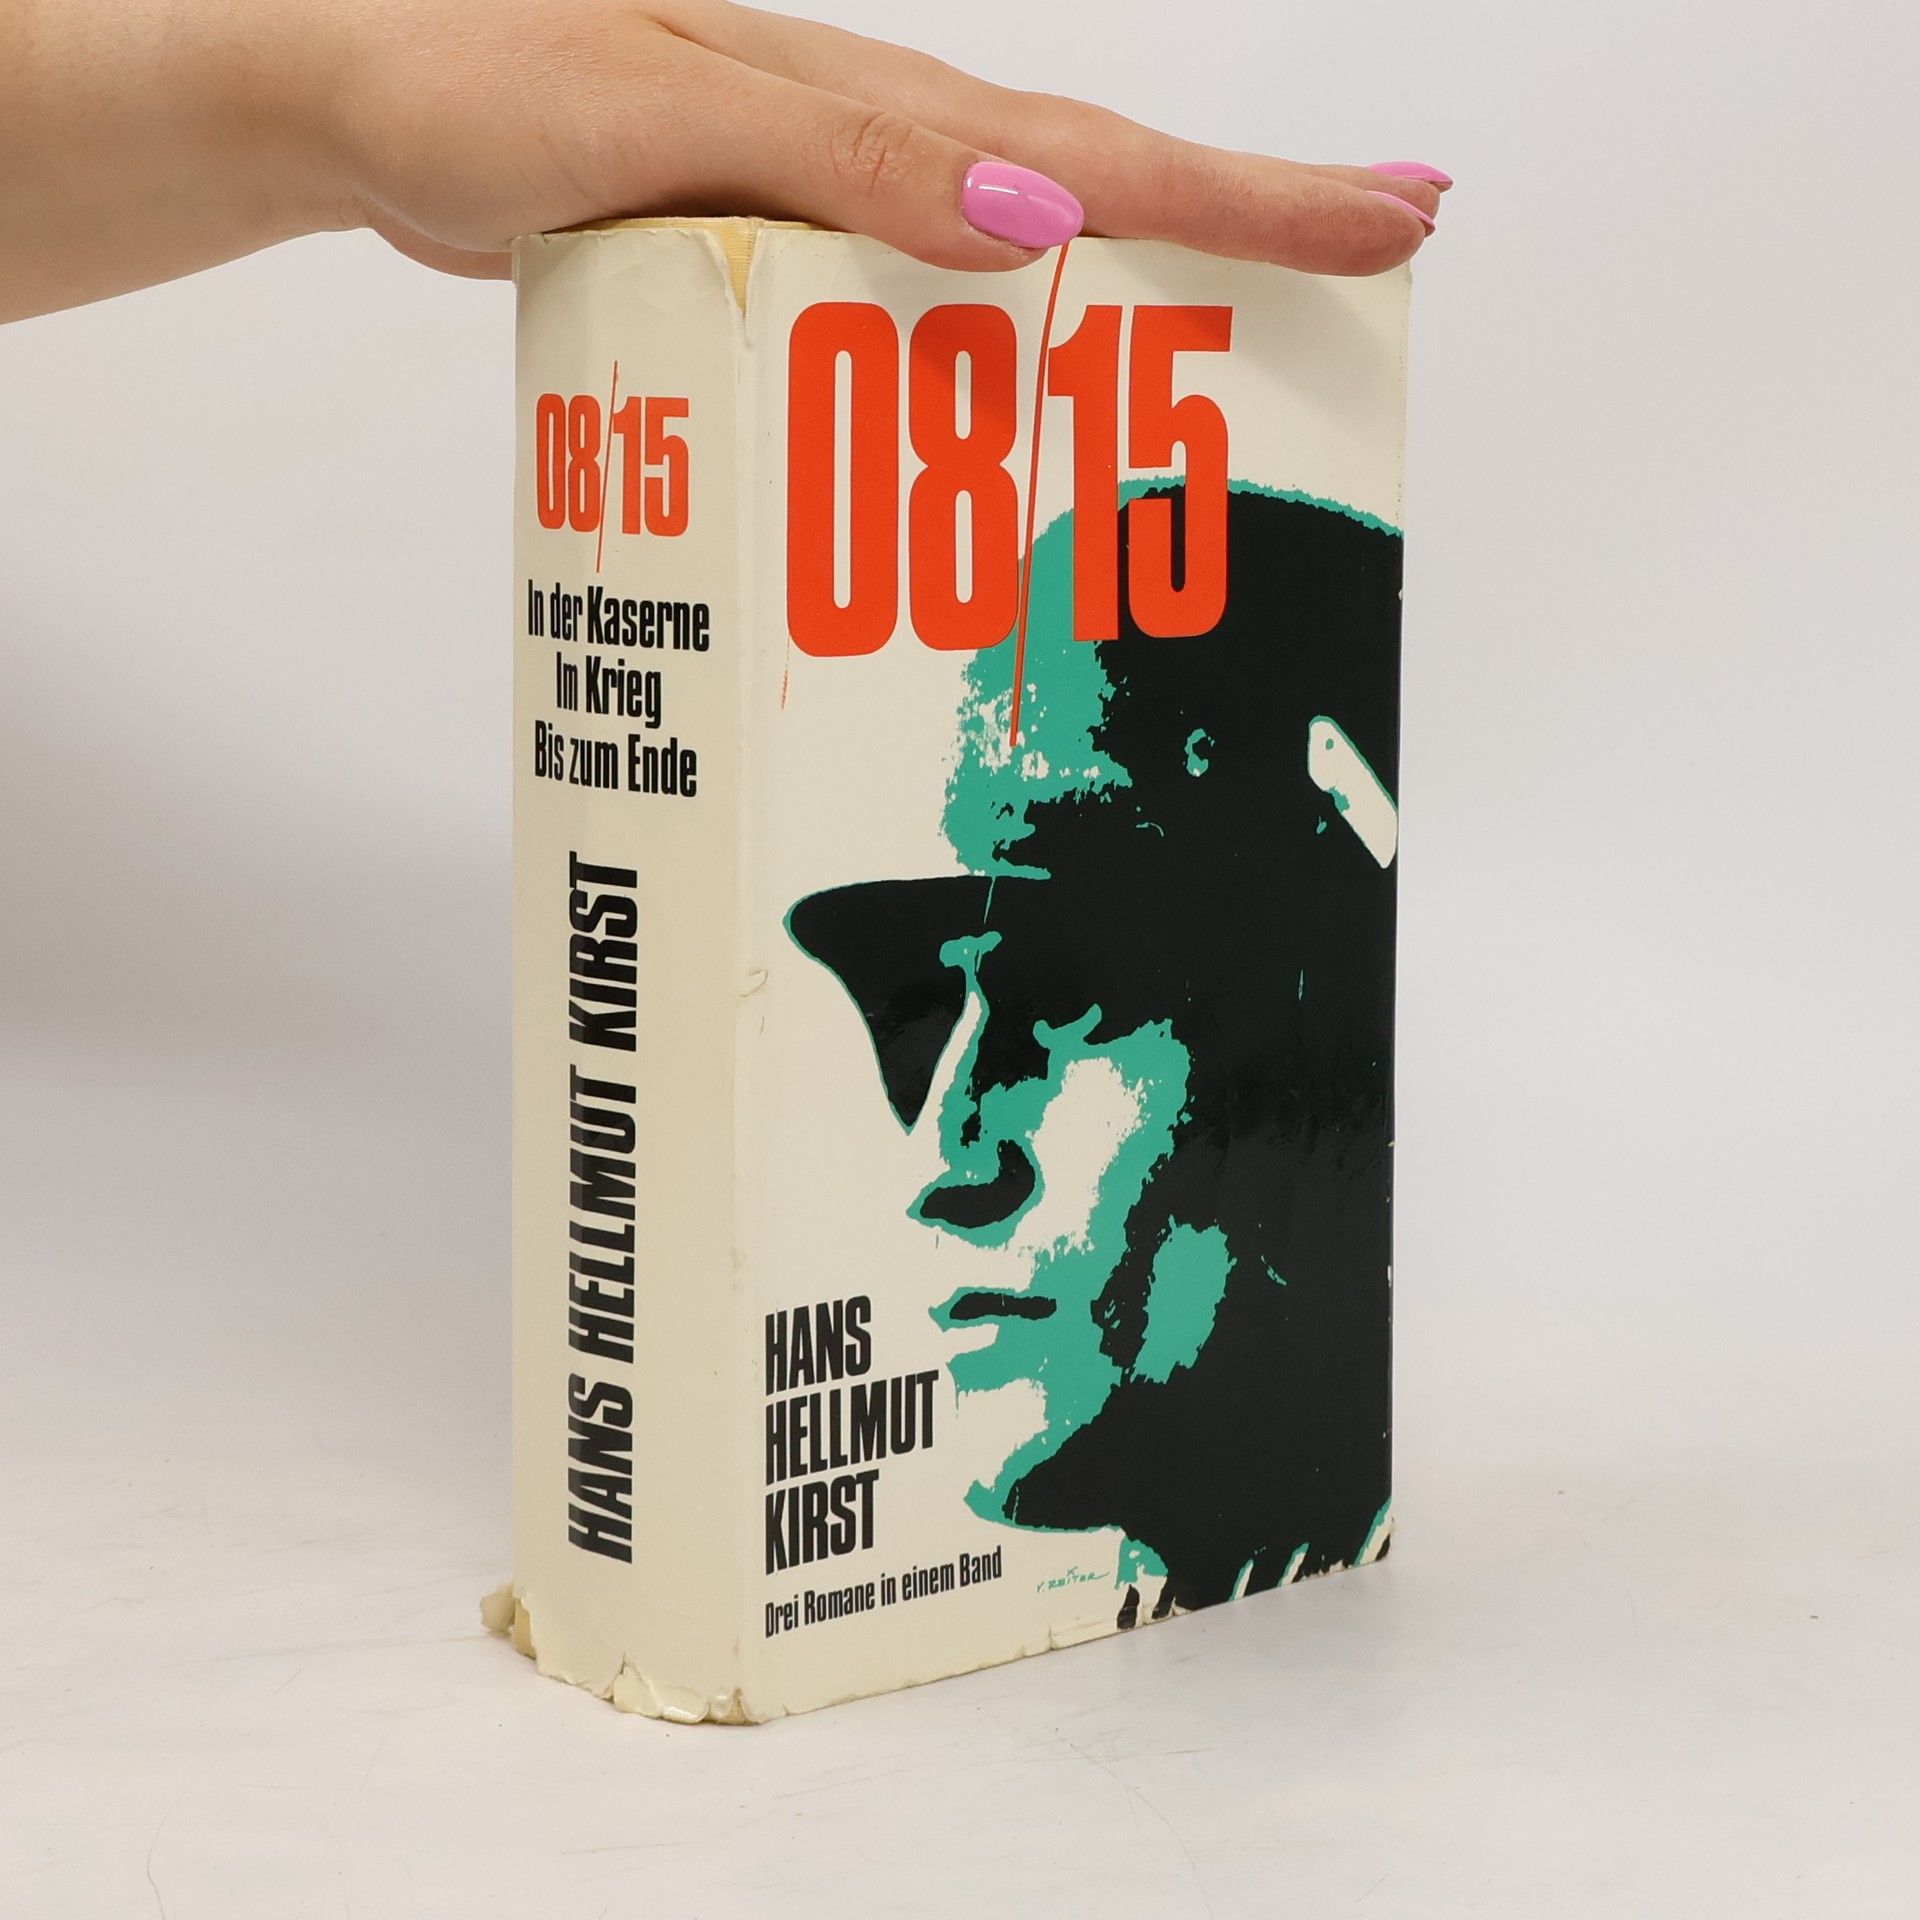 08/15
In der Kaserne
Im Krieg
Bis zum Ende
HANS HELLMUT KIRST
08/15
HANS
HELLMUT
KIRST
Drei Romane in einem Band
K. REITER